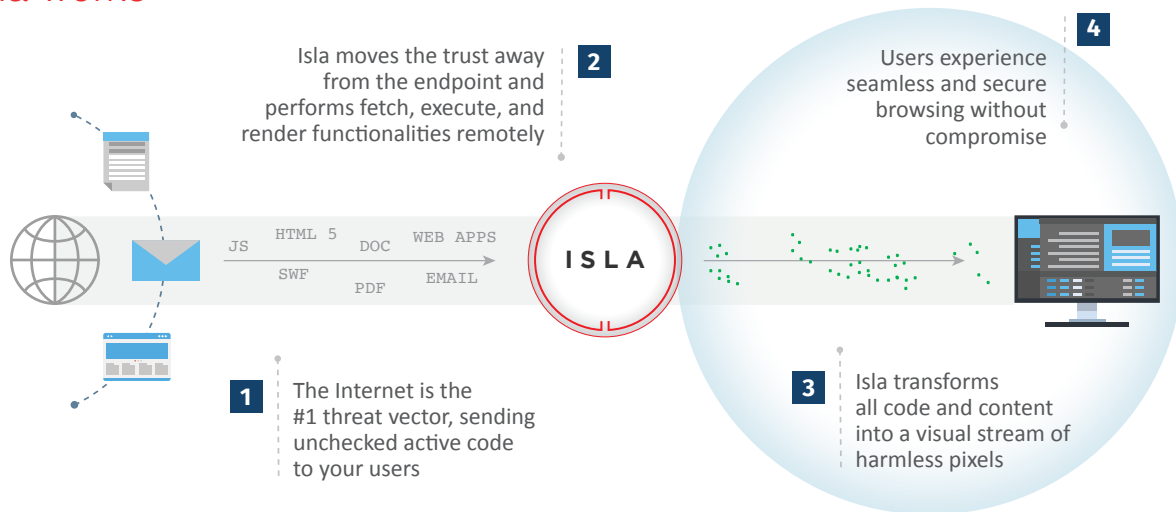 2
Isla moves the trust away
from the endpoint and
performs fetch, execute, and
render functionalities remotely
4
Users experience
seamless and secure
browsing without
compromise
JS
HTML 5
DOC
WEB APPS
SWF
PDF
EMAIL
ISLA
1
The Internet is the
#1 threat vector, sending
unchecked active code
to your users
3
Isla transforms
all code and content
into a visual stream of
harmless pixels